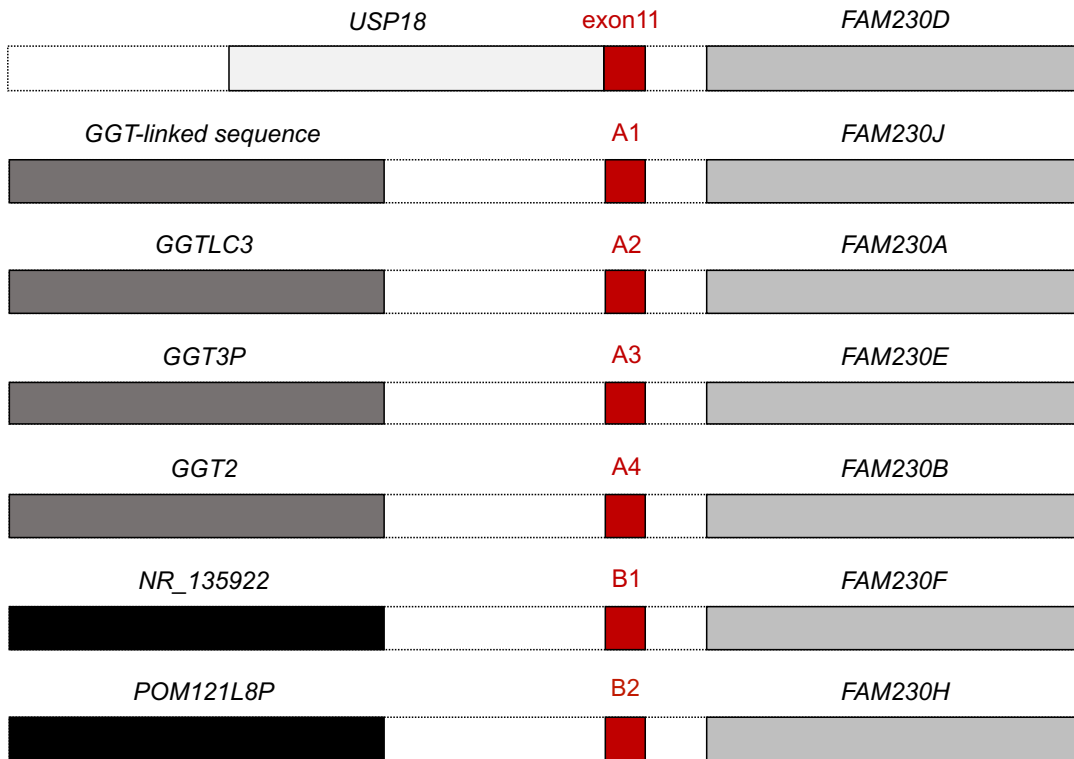 USP18 exon11 FAM230D
GGT-linked sequence A1 FAM230J
GGTLC3 A2 FAM230A
GGT3P A3 FAM230E
GGT2 A4 FAM230B
NR_135922 B1 FAM230F
POM121L8P B2 FAM230H